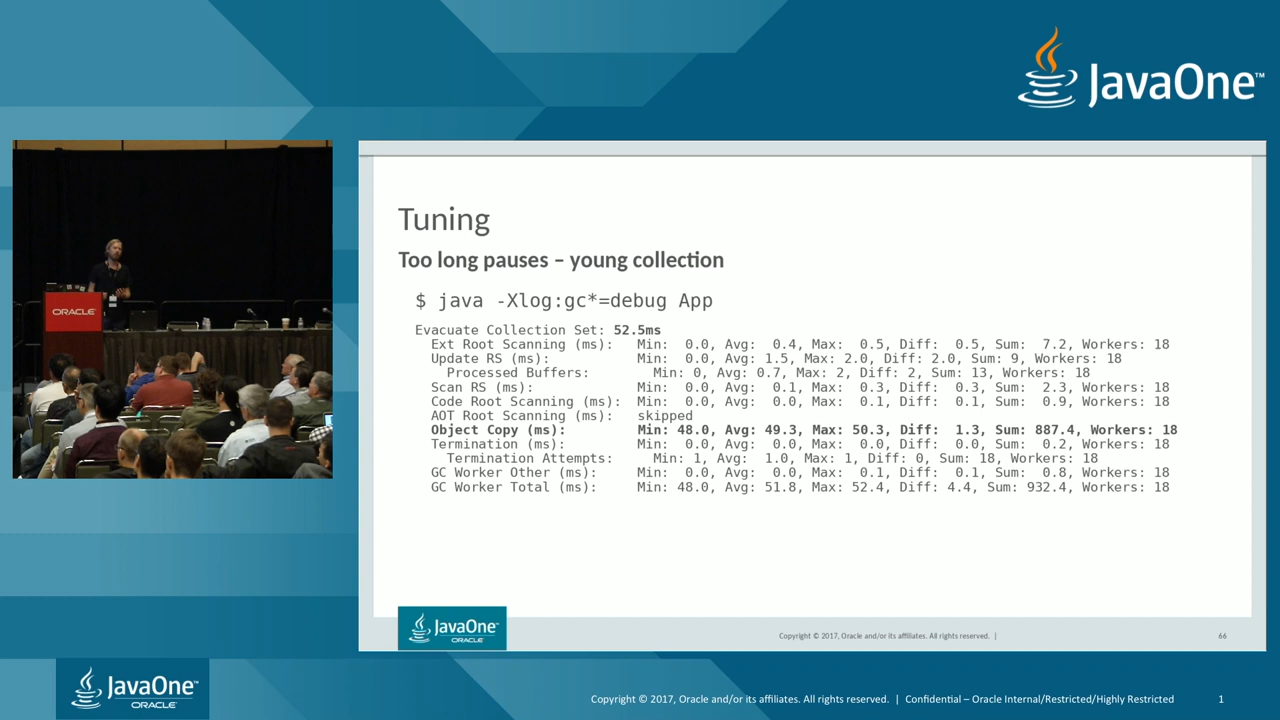 JavaOne™
ORACLE
Tuning
Too long pauses – young collection
$ java -Xlog:gc*=debug App
Evacuate Collection Set: 52.5ms
Ext Root Scanning (ms): Min: 0.0, Avg: 0.4, Max: 0.5, Diff: 0.5, Sum: 7.2, Workers: 18
Update RS (ms): Min: 0.0, Avg: 1.5, Max: 2.0, Diff: 2.0, Sum: 9, Workers: 18
Processed Buffers: Min: 0, Avg: 0.7, Max: 2, Diff: 2, Sum: 13, Workers: 18
Scan RS (ms): Min: 0.0, Avg: 0.1, Max: 0.3, Diff: 0.3, Sum: 2.3, Workers: 18
Code Root Scanning (ms): Min: 0.0, Avg: 0.0, Max: 0.1, Diff: 0.1, Sum: 0.9, Workers: 18
AOT Root Scanning (ms): skipped
Object Copy (ms): Min: 48.0, Avg: 49.3, Max: 50.3, Diff: 1.3, Sum: 887.4, Workers: 18
Termination (ms): Min: 0.0, Avg: 0.0, Max: 0.0, Diff: 0.0, Sum: 0.2, Workers: 18
Termination Attempts: Min: 1, Avg: 1.0, Max: 1, Diff: 0, Sum: 18, Workers: 18
GC Worker Other (ms): Min: 0.0, Avg: 0.0, Max: 0.1, Diff: 0.1, Sum: 0.8, Workers: 18
GC Worker Total (ms): Min: 48.0, Avg: 51.8, Max: 52.4, Diff: 4.4, Sum: 932.4, Workers: 18
JavaOne™
ORACLE
Copyright © 2017, Oracle and/or its affiliates. All rights reserved. |
66
JavaOne™
ORACLE
Copyright © 2017, Oracle and/or its affiliates. All rights reserved. | Confidential – Oracle Internal/Restricted/Highly Restricted
1